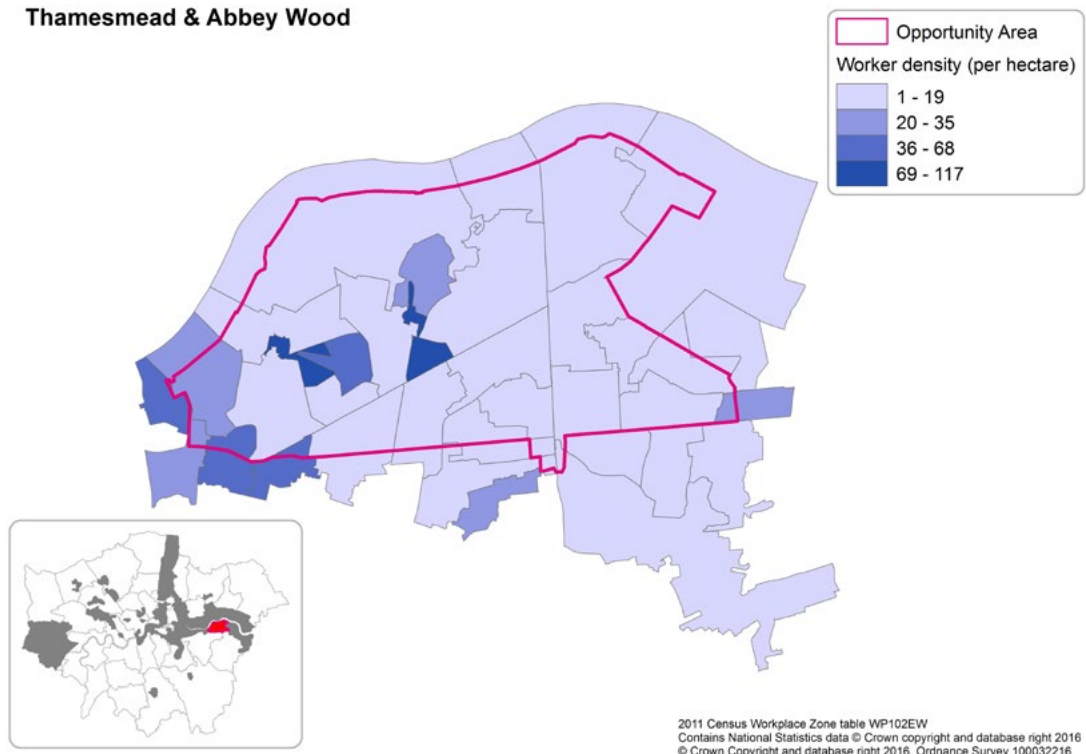 Thamesmead & Abbey Wood
Opportunity Area
Worker density (per hectare)
1 - 19
20 - 35
36 - 68
69 - 117
2011 Census Workplace Zone table WP102EW
Contains National Statistics data © Crown copyright and database right 2016
© Crown Copyright and database right 2016. Ordnance Survey 100032216